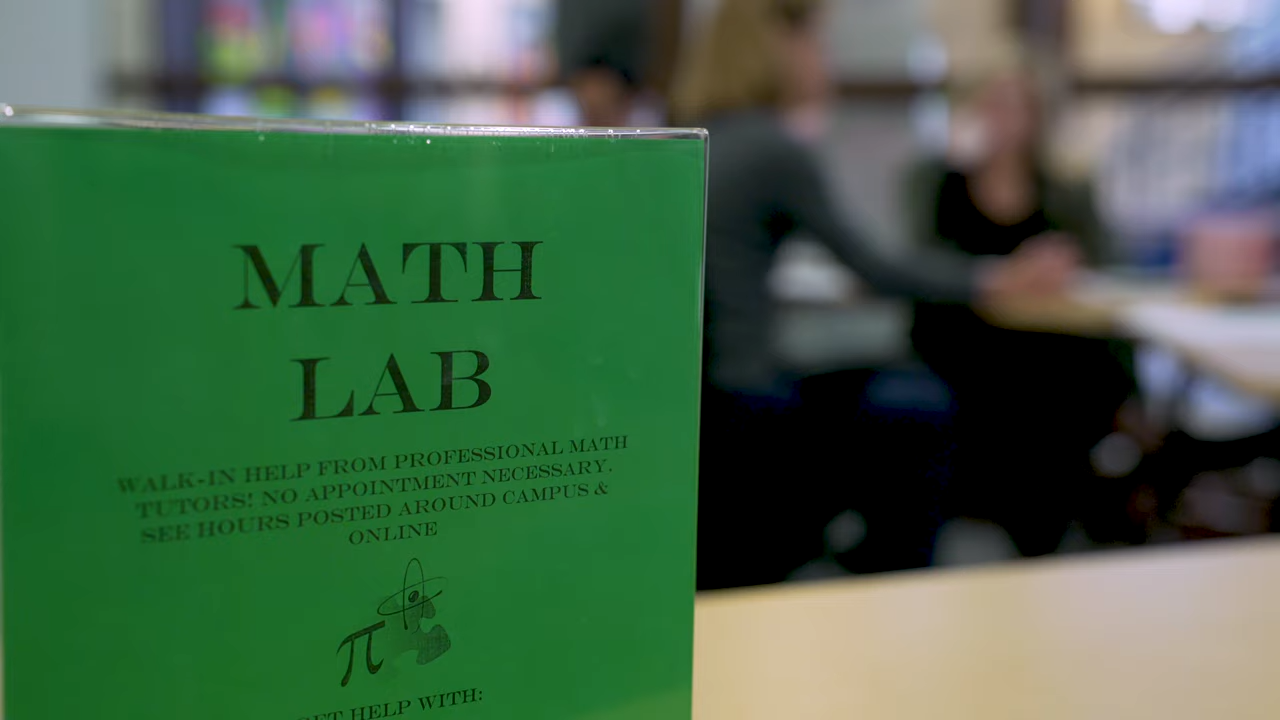 MATH
LAB
WALK-IN HELP FROM PROFESSIONAL MATH
TUTORS! NO APPOINTMENT NECESSARY.
SEE HOURS POSTED AROUND CAMPUS &
ONLINE
π
GET HELP WITH: